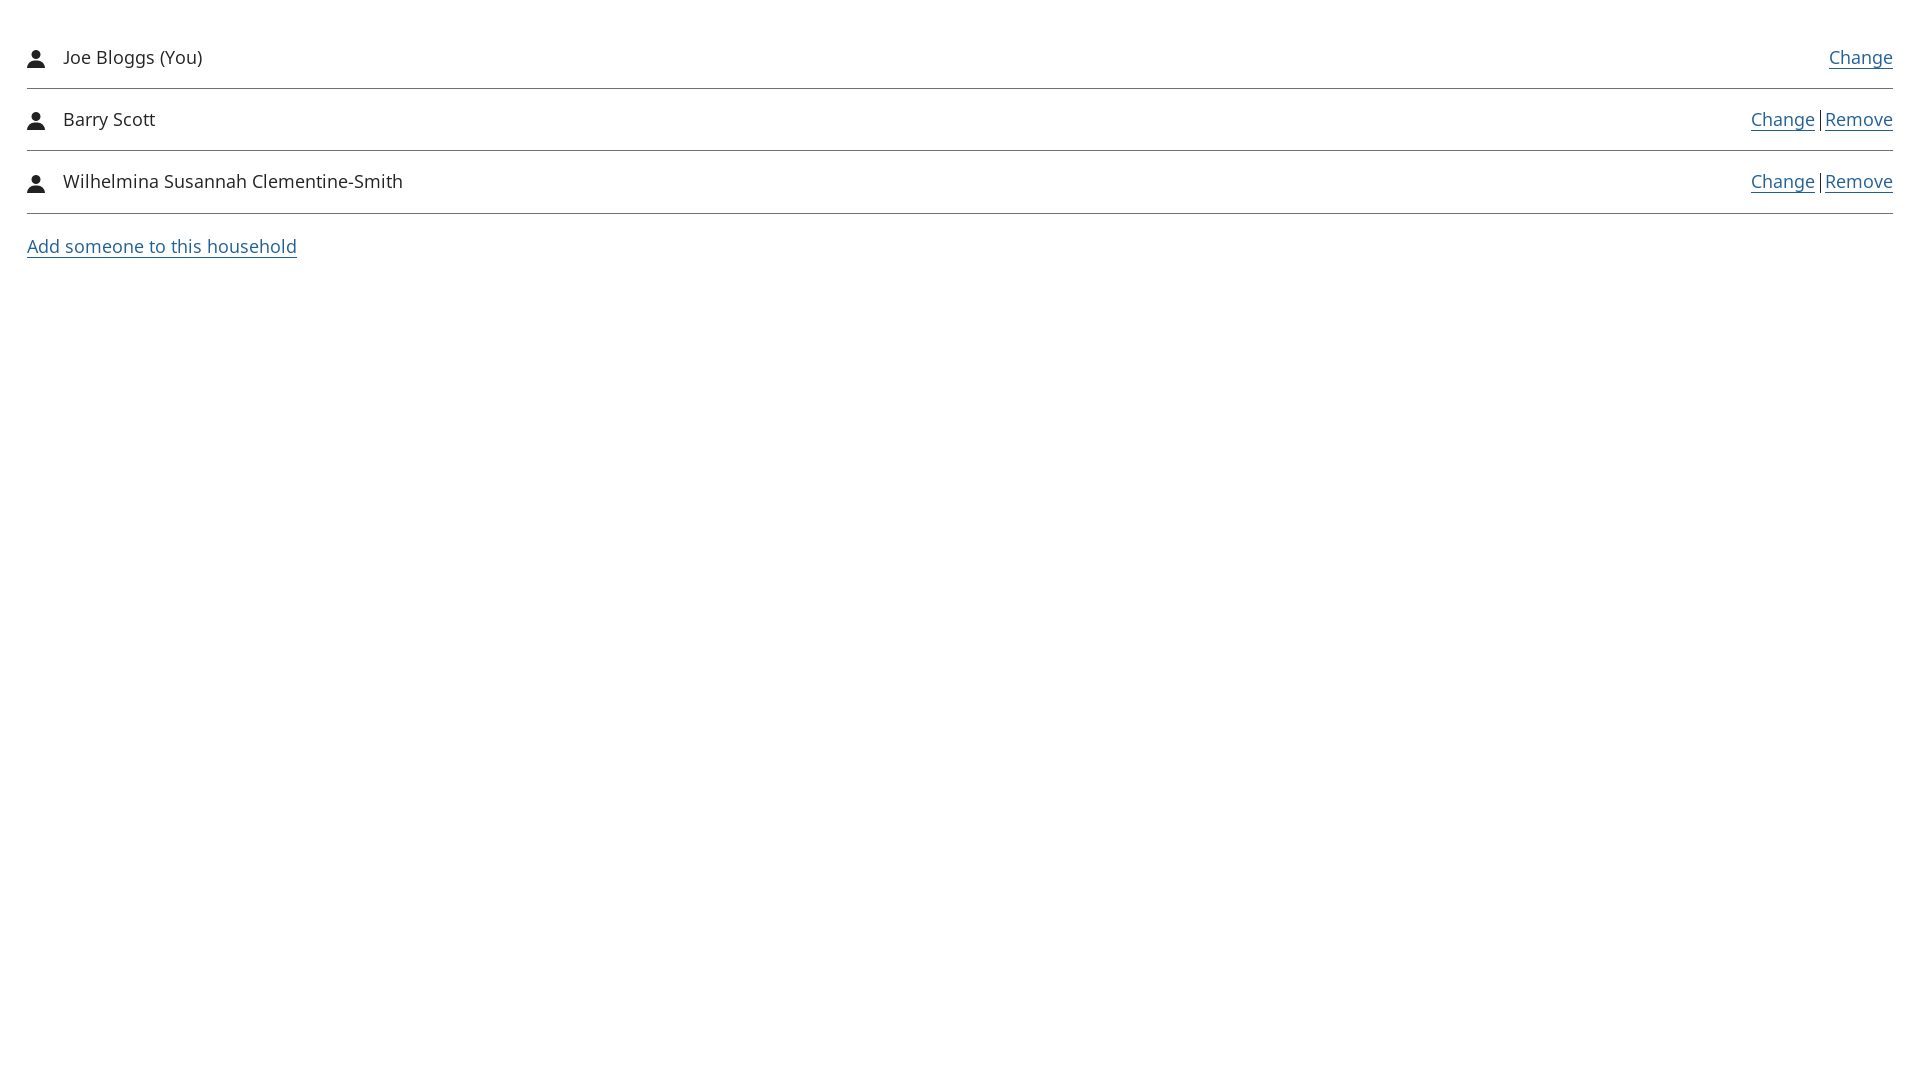 Joe Bloggs (You) Change
Barry Scott Change | Remove
Wilhelmina Susannah Clementine-Smith Change | Remove
Add someone to this household